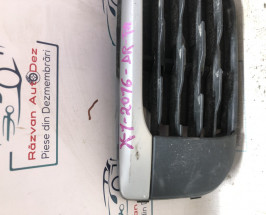 Răzvan AutoDez
Piese din Dezmembrări
X1-2016-DR